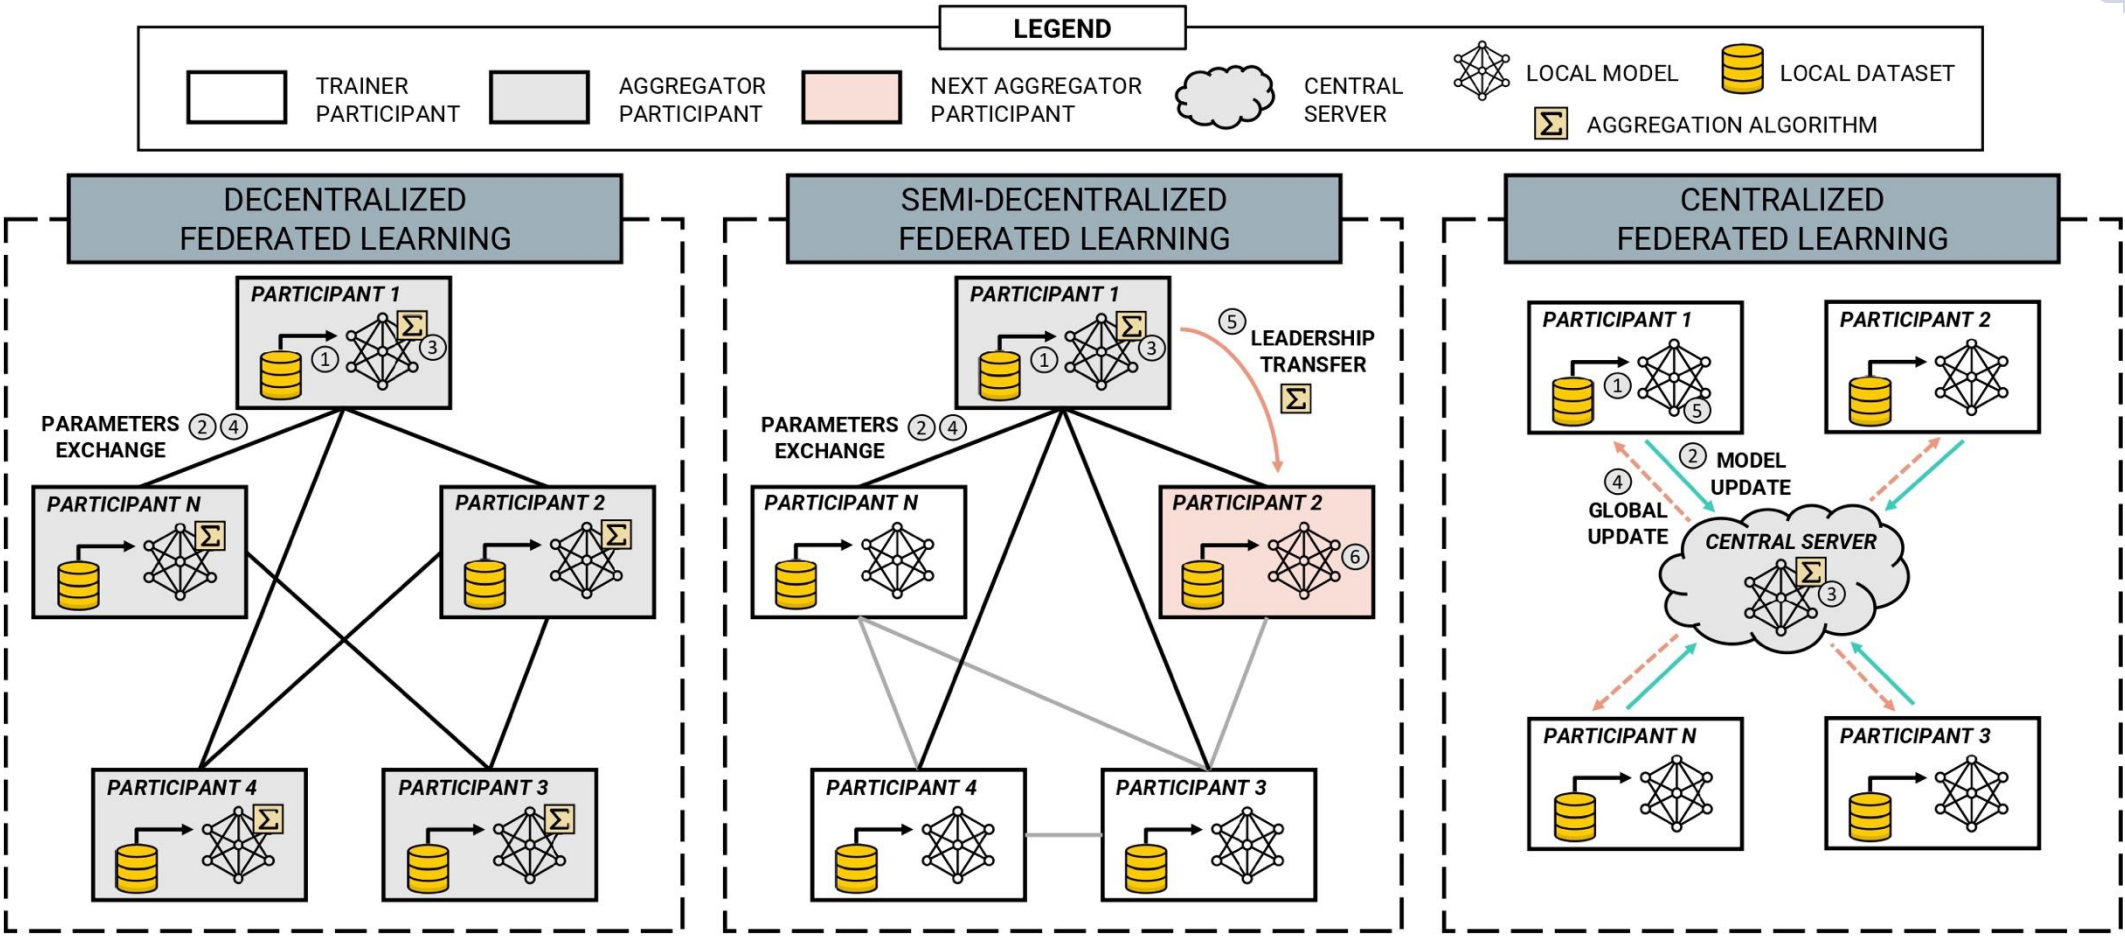 LEGEND
TRAINER
PARTICIPANT
AGGREGATOR
PARTICIPANT
NEXT AGGREGATOR
PARTICIPANT
CENTRAL
SERVER
LOCAL MODEL
LOCAL DATASET
Σ AGGREGATION ALGORITHM
DECENTRALIZED
FEDERATED LEARNING
PARTICIPANT 1
Σ
1
3
PARAMETERS
EXCHANGE
2 4
PARTICIPANT N
Σ
PARTICIPANT 2
Σ
PARTICIPANT 4
Σ
PARTICIPANT 3
Σ
SEMI-DECENTRALIZED
FEDERATED LEARNING
PARTICIPANT 1
Σ
1
3
5
LEADERSHIP
TRANSFER
Σ
PARAMETERS
EXCHANGE
2 4
PARTICIPANT N
PARTICIPANT 2
6
PARTICIPANT 4
PARTICIPANT 3
CENTRALIZED
FEDERATED LEARNING
PARTICIPANT 1
1
5
PARTICIPANT 2
2
MODEL
UPDATE
4
GLOBAL
UPDATE
CENTRAL SERVER
Σ
3
PARTICIPANT N
PARTICIPANT 3